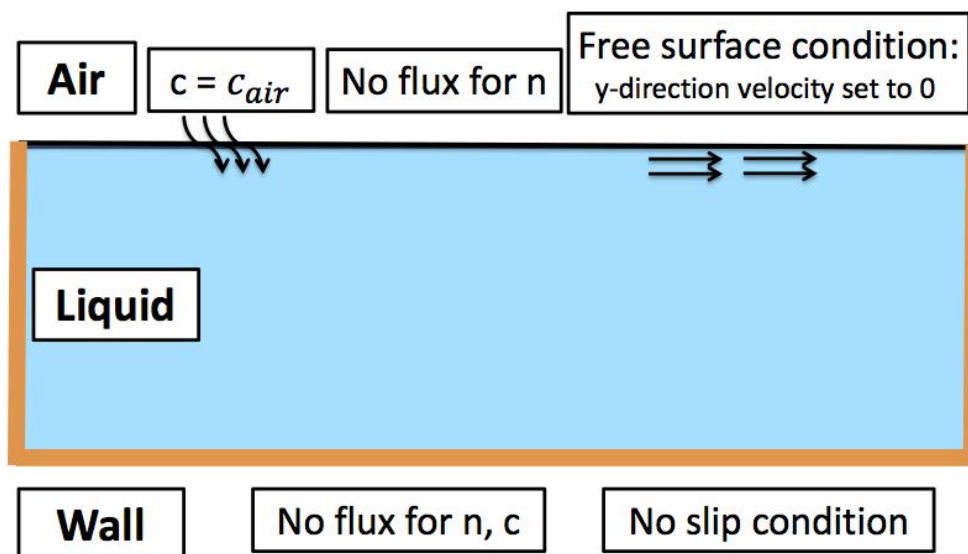 Air
c = c_air
No flux for n
Free surface condition:
y-direction velocity set to 0
Liquid
Wall
No flux for n, c
No slip condition